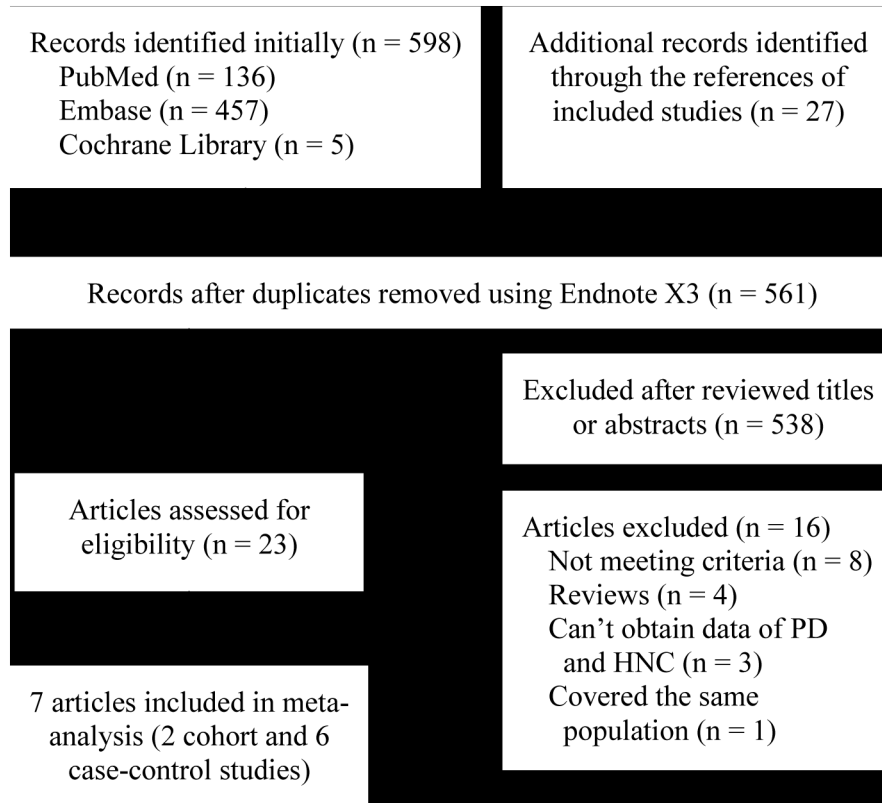 Records identified initially (n = 598)
PubMed (n = 136)
Embase (n = 457)
Cochrane Library (n = 5)
Additional records identified
through the references of
included studies (n = 27)
Records after duplicates removed using Endnote X3 (n = 561)
Excluded after reviewed titles
or abstracts (n = 538)
Articles assessed for
eligibility (n = 23)
Articles excluded (n = 16)
Not meeting criteria (n = 8)
Reviews (n = 4)
Can’t obtain data of PD
and HNC (n = 3)
Covered the same
population (n = 1)
7 articles included in meta-
analysis (2 cohort and 6
case-control studies)